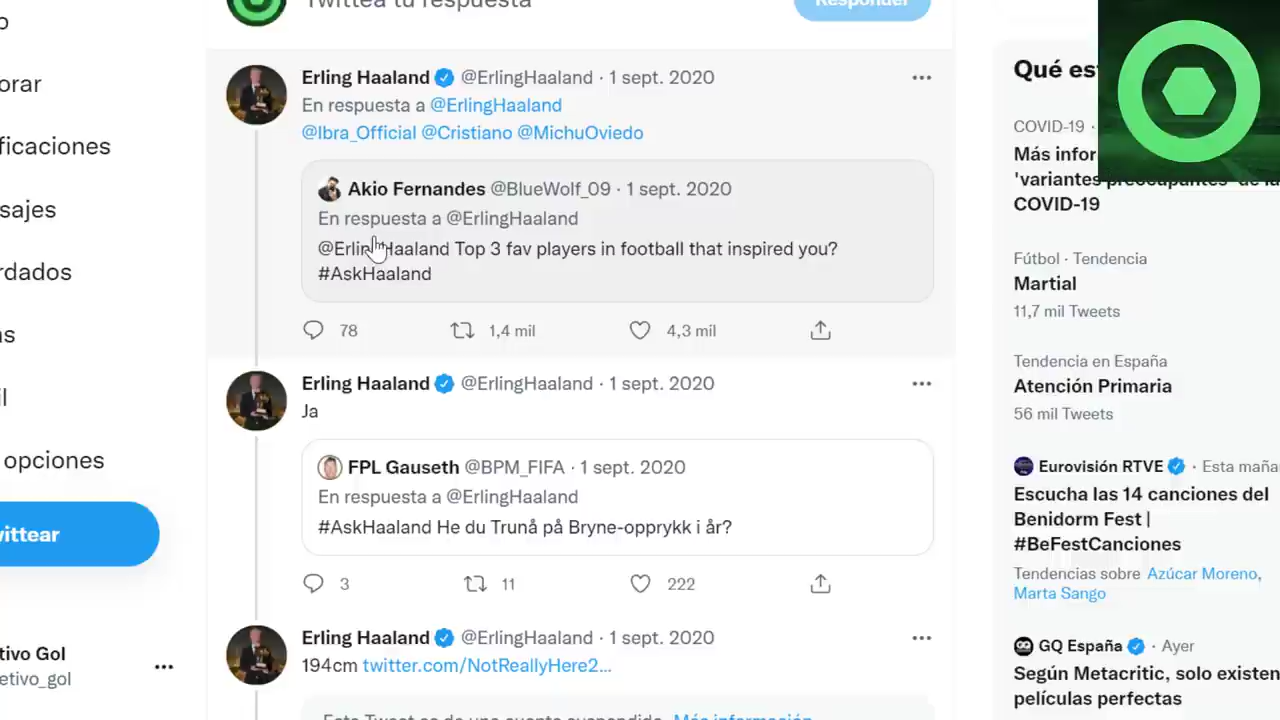 Twittea tu respuesta
Responder
Erling Haaland @ErlingHaaland · 1 sept. 2020
En respuesta a @ErlingHaaland
@Ibra_Official @Cristiano @MichuOviedo
Akio Fernandes @BlueWolf_09 · 1 sept. 2020
En respuesta a @ErlingHaaland
@ErlingHaaland Top 3 fav players in football that inspired you?
#AskHaaland
78 1,4 mil 4,3 mil
Erling Haaland @ErlingHaaland · 1 sept. 2020
Ja
FPL Gauseth @BPM_FIFA · 1 sept. 2020
En respuesta a @ErlingHaaland
#AskHaaland He du Trunå på Bryne-opprykk i år?
3 11 222
Erling Haaland @ErlingHaaland · 1 sept. 2020
194cm twitter.com/NotReallyHere2...
Este Tweet es de una cuenta suspendida. Más información
orar
ficaciones
sajes
rdados
s
il
opciones
vittear
tivo Gol
etivo_gol
Qué es
COVID-19 ·
Más infor
'variantes preocupantes' de la
COVID-19
Fútbol · Tendencia
Martial
11,7 mil Tweets
Tendencia en España
Atención Primaria
56 mil Tweets
Eurovisión RTVE · Esta maña
Escucha las 14 canciones del
Benidorm Fest |
#BeFestCanciones
Tendencias sobre Azúcar Moreno,
Marta Sango
GQ España · Ayer
Según Metacritic, solo existen
películas perfectas